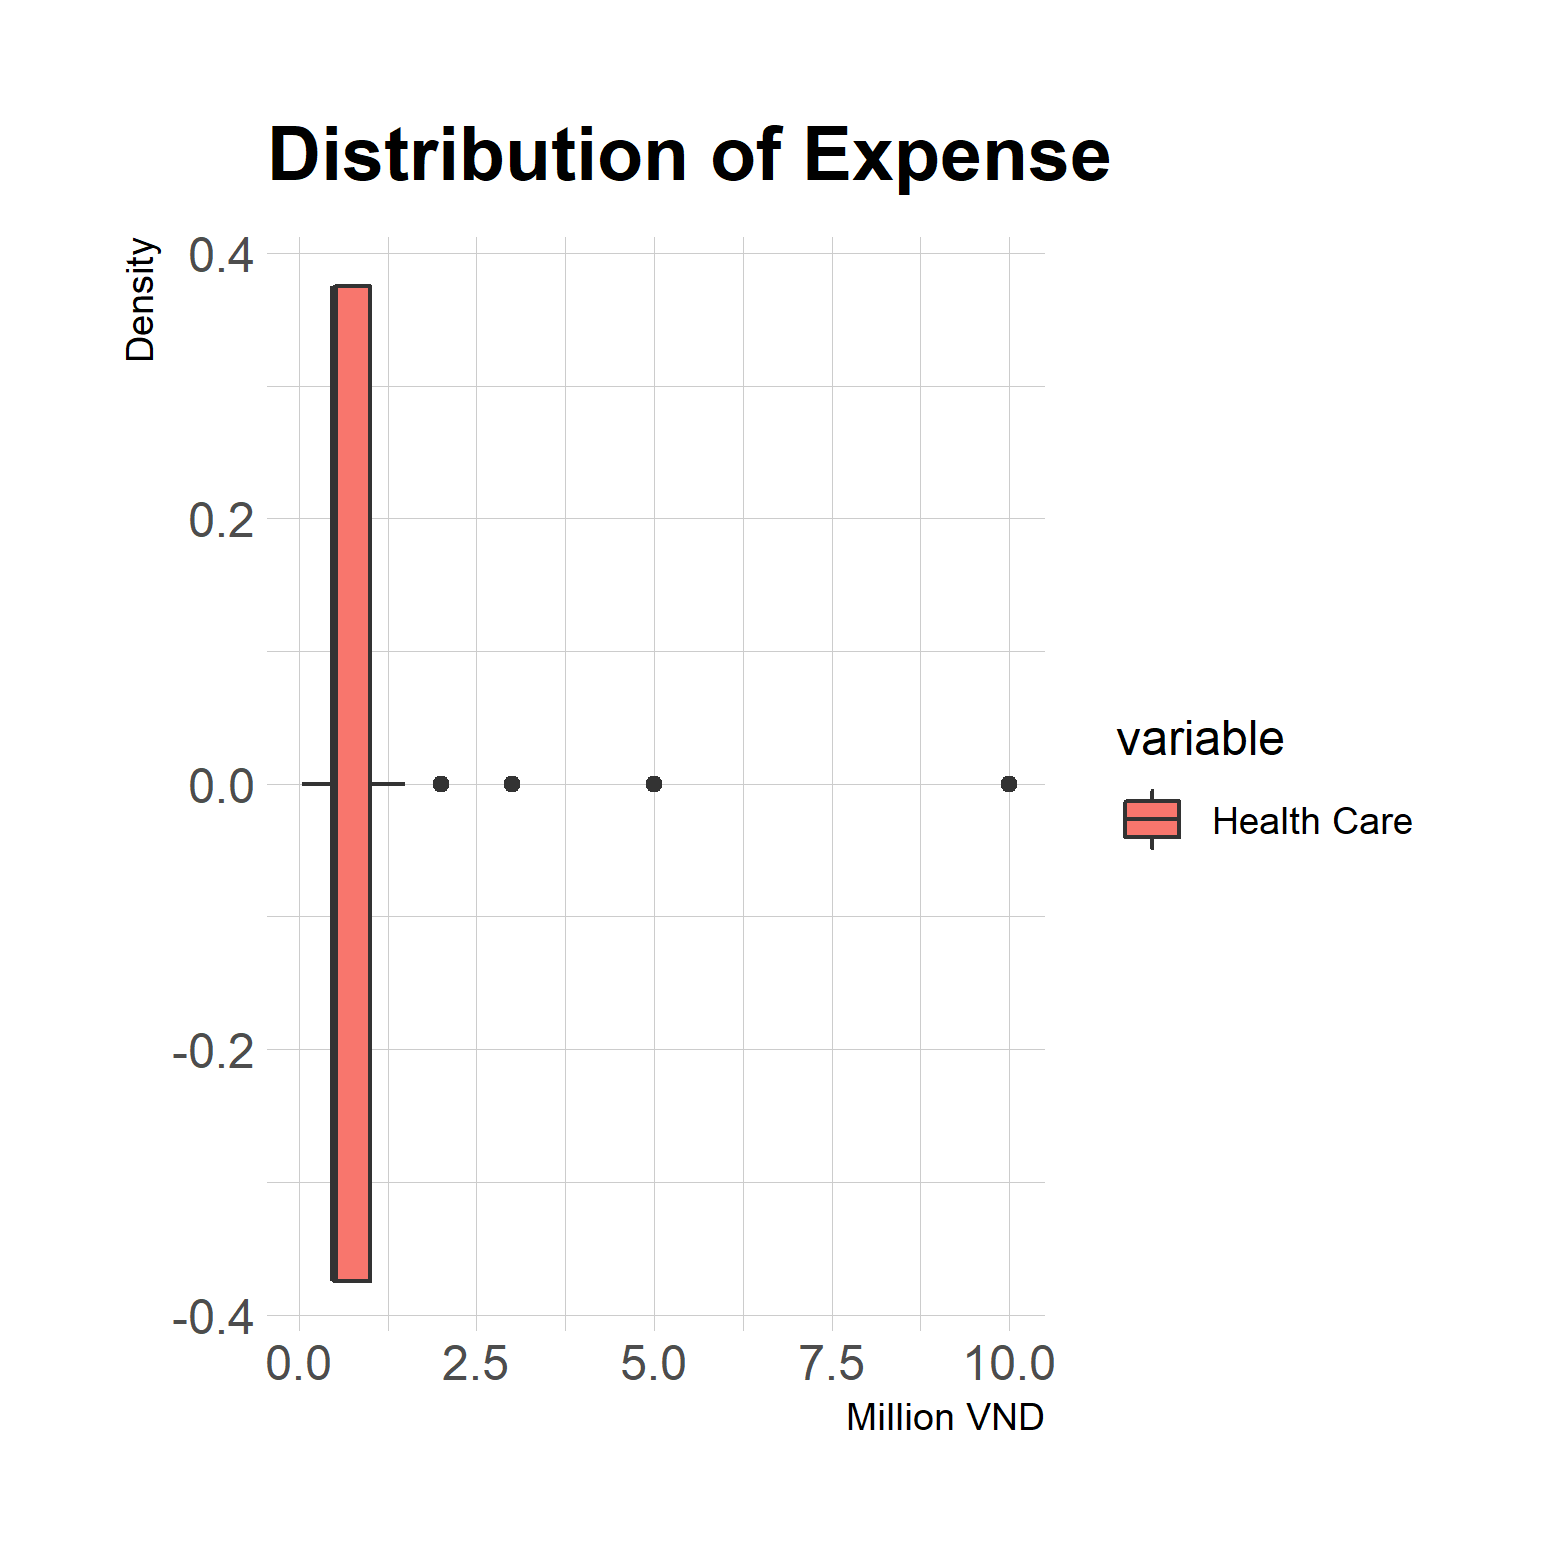 Distribution of Expense
Density
0.4
0.2
0.0
-0.2
-0.4
0.0 2.5 5.0 7.5 10.0
Million VND
variable
Health Care